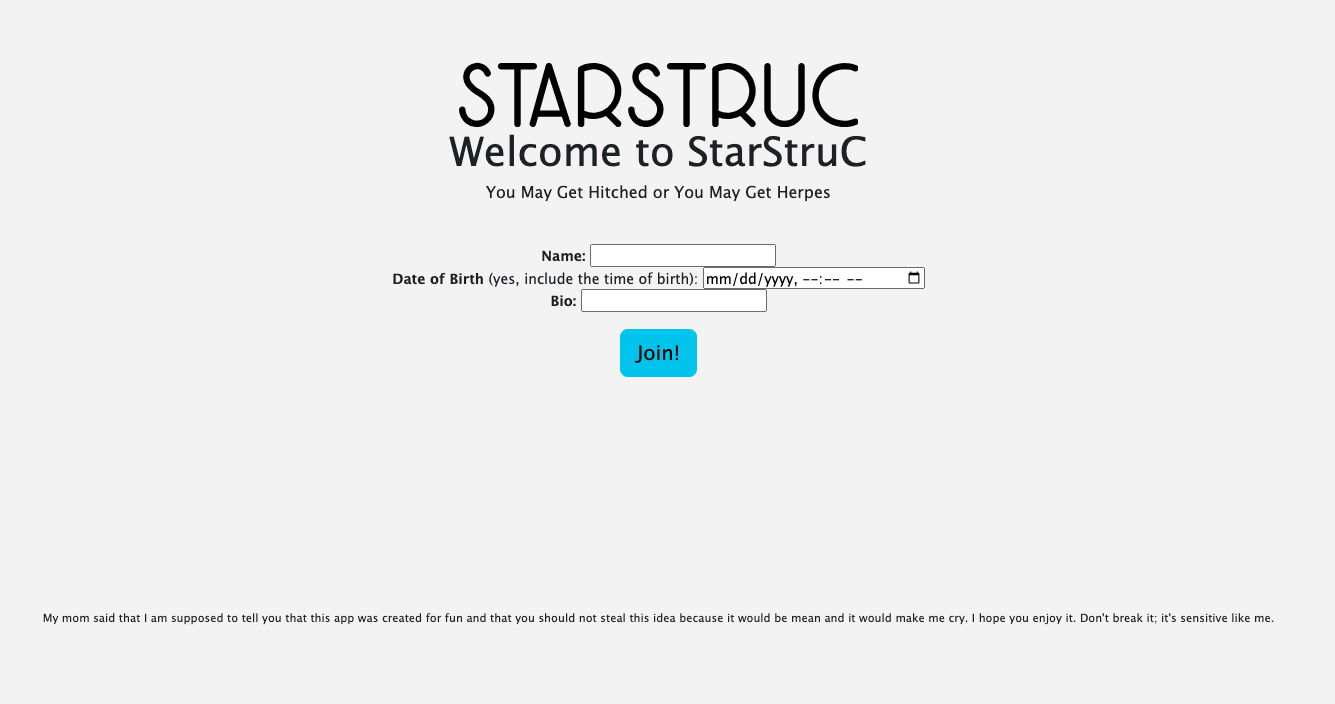 STARSTRUC
Welcome to StarStruC
You May Get Hitched or You May Get Herpes
Name:
Date of Birth (yes, include the time of birth): mm/dd/yyyy, --:-- --
Bio:
Join!
My mom said that I am supposed to tell you that this app was created for fun and that you should not steal this idea because it would be mean and it would make me cry. I hope you enjoy it. Don't break it; it's sensitive like me.